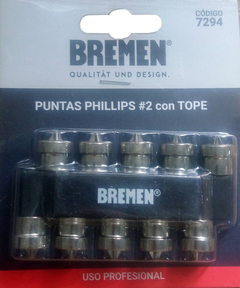 CÓDIGO
7294
BREMEN®
QUALITÄT UND DESIGN.
PUNTAS PHILLIPS #2 con TOPE
BREMEN®
USO PROFESIONAL